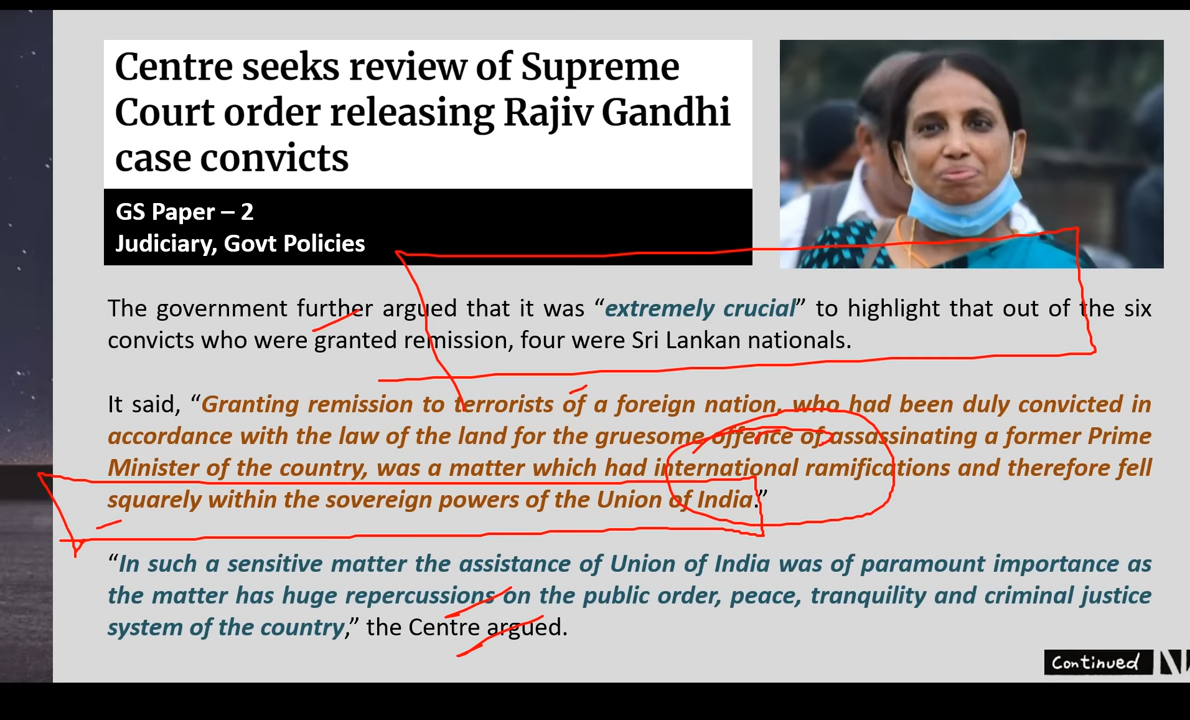 Centre seeks review of Supreme
Court order releasing Rajiv Gandhi
case convicts
GS Paper – 2
Judiciary, Govt Policies
The government further argued that it was “extremely crucial” to highlight that out of the six
convicts who were granted remission, four were Sri Lankan nationals.
It said, “Granting remission to terrorists of a foreign nation, who had been duly convicted in
accordance with the law of the land for the gruesome offence of assassinating a former Prime
Minister of the country, was a matter which had international ramifications and therefore fell
squarely within the sovereign powers of the Union of India.”
“In such a sensitive matter the assistance of Union of India was of paramount importance as
the matter has huge repercussions on the public order, peace, tranquility and criminal justice
system of the country,” the Centre argued.
Continued